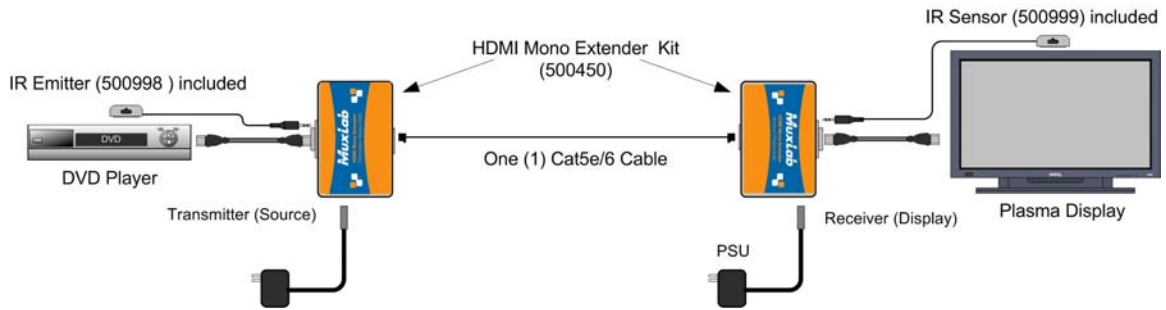 IR Sensor (500999) included
HDMI Mono Extender Kit
(500450)
IR Emitter (500998 ) included
MuxLab
MuxLab
DVD
One (1) Cat5e/6 Cable
DVD Player
Transmitter (Source)
Receiver (Display)
Plasma Display
PSU